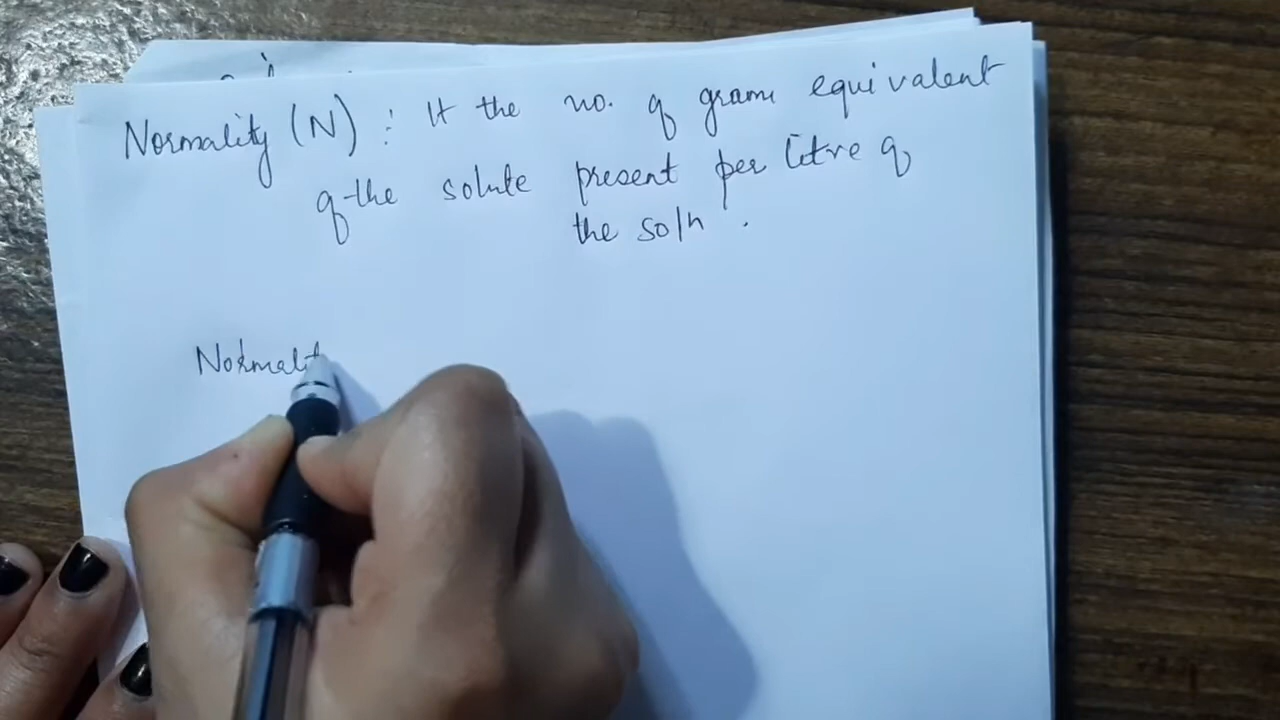 Normality (N) : It the no. of gram equivalent
of the solute present per litre of
the soln .
Normalit